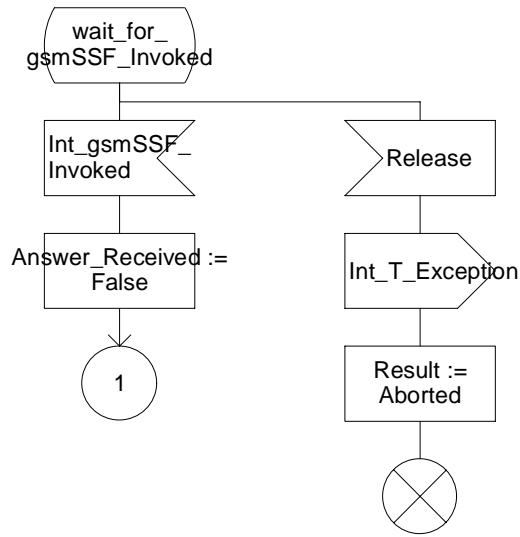 wait_for_
gsmSSF_Invoked
Int_gsmSSF_
Invoked
Release
Answer_Received :=
False
Int_T_Exception
1
Result :=
Aborted